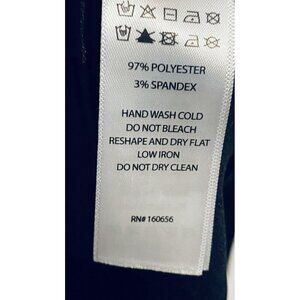 97% POLYESTER
3% SPANDEX
HAND WASH COLD
DO NOT BLEACH
RESHAPE AND DRY FLAT
LOW IRON
DO NOT DRY CLEAN
RN# 160656